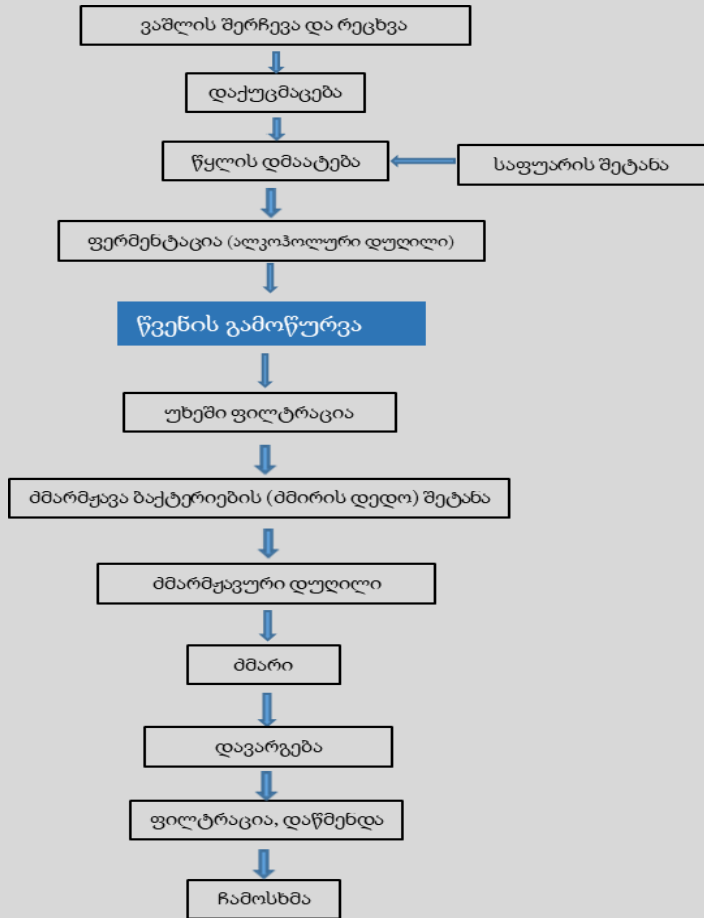 ვაშლის შერჩევა და რეცხვა
დაქუცმაცება
წყლის დმაატება
საფუარის შეტანა
ფერმენტაცია (ალკოჰოლური დუღილი)
წვენის გამოწურვა
უხეში ფილტრაცია
ძმარმჟავა ბაქტერიების (ძმირის დედო) შეტანა
ძმარმჟავური დუღილი
ძმარი
დავარგება
ფილტრაცია, დაწმენდა
ჩამოსხმა